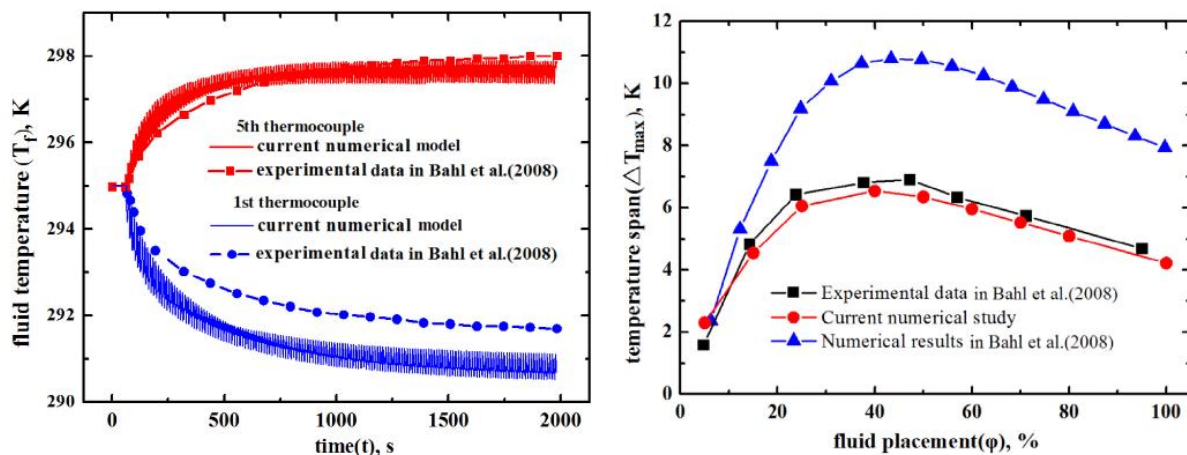 fluid temperature (T_f), K
298
296
294
292
290
5th thermocouple
current numerical model
experimental data in Bahl et al.(2008)
1st thermocouple
current numerical model
experimental data in Bahl et al.(2008)
0 500 1000 1500 2000
time(t), s
temperature span(△T_max), K
12
10
8
6
4
2
0
Experimental data in Bahl et al.(2008)
Current numerical study
Numerical results in Bahl et al.(2008)
0 20 40 60 80 100
fluid placement(φ), %